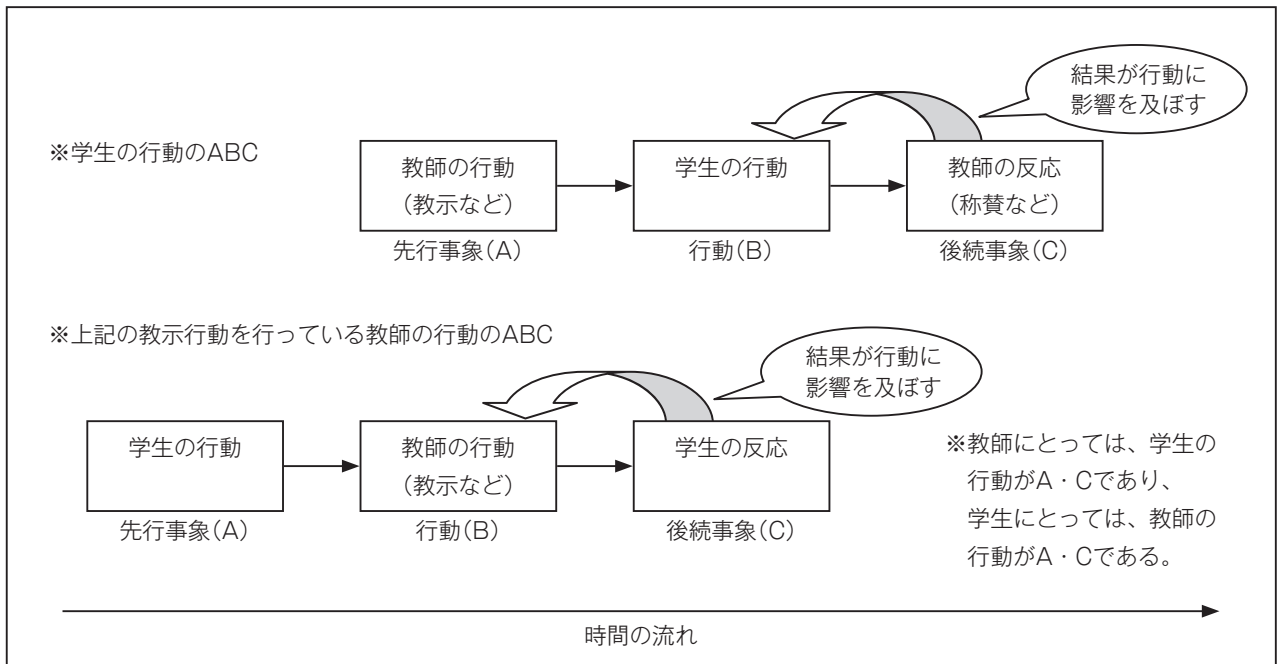 結果が行動に
影響を及ぼす
※学生の行動のABC
教師の行動
(教示など)
学生の行動
教師の反応
(称賛など)
先行事象(A)
行動(B)
後続事象(C)
※上記の教示行動を行っている教師の行動のABC
結果が行動に
影響を及ぼす
学生の行動
教師の行動
(教示など)
学生の反応
先行事象(A)
行動(B)
後続事象(C)
※教師にとっては、学生の
行動がA・Cであり、
学生にとっては、教師の
行動がA・Cである。
時間の流れ